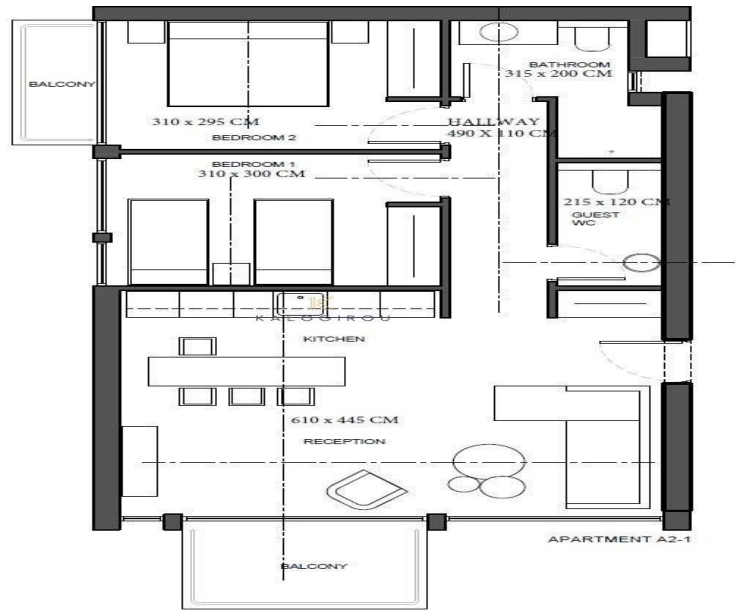 BALCONY
BATHROOM
315 x 200 CM
310 x 295 CM
BEDROOM 2
HALLWAY
490 X 110 CM
BEDROOM 1
310 x 300 CM
215 x 120 CM
GUEST
WC
KALOGIROU
KITCHEN
610 x 445 CM
RECEPTION
APARTMENT A2-1
BALCONY